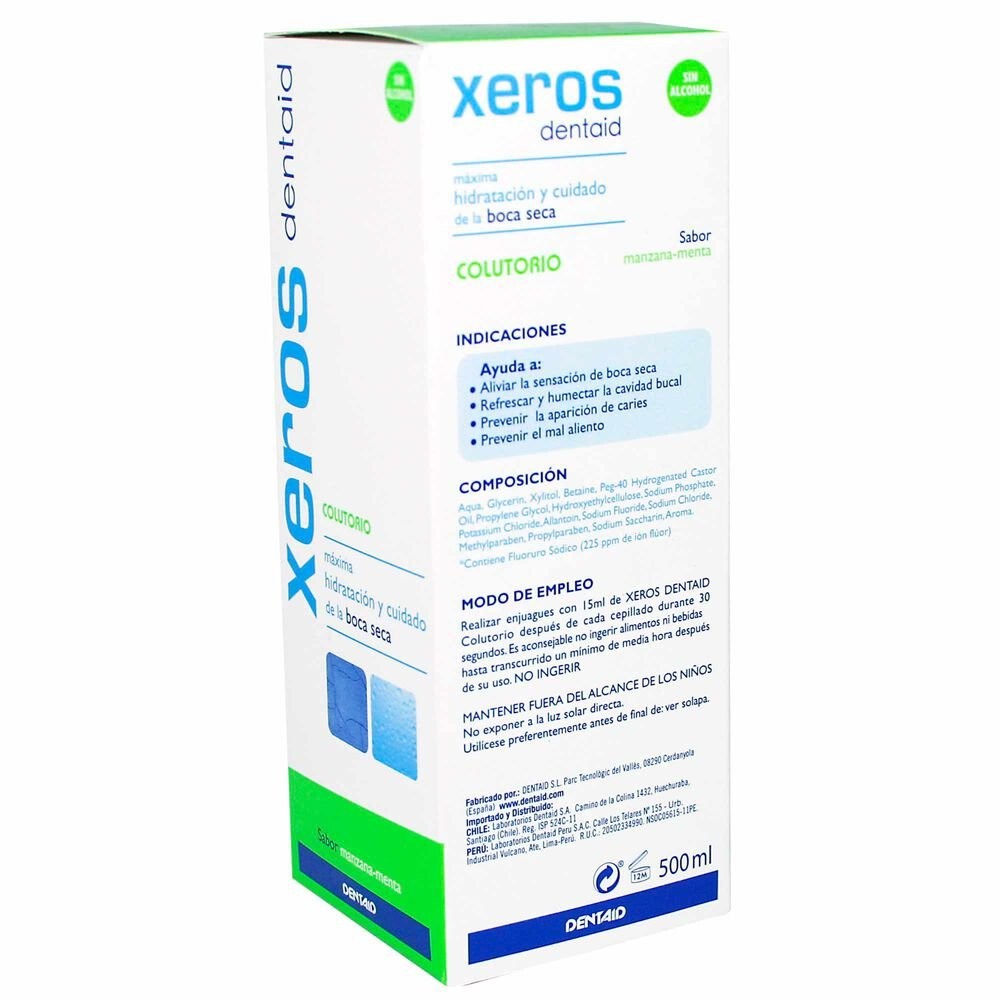 xeros
dentaid
SIN
ALCOHOL
COLUTORIO
máxima
hidratación y cuidado
de la boca seca
Sabor manzana-menta
DENTAID
xeros
dentaid
SIN
ALCOHOL
máxima
hidratación y cuidado
de la boca seca
COLUTORIO
Sabor
manzana-menta
INDICACIONES
Ayuda a:
• Aliviar la sensación de boca seca
• Refrescar y humectar la cavidad bucal
• Prevenir la aparición de caries
• Prevenir el mal aliento
COMPOSICIÓN
Aqua, Glycerin, Xylitol, Betaine, Peg-40 Hydrogenated Castor
Oil, Propylene Glycol, Hydroxyethylcellulose, Sodium Phosphate,
Potassium Chloride, Allantoin, Sodium Fluoride, Sodium Chloride,
Methylparaben, Propylparaben, Sodium Saccharin, Aroma.
*Contiene Fluoruro Sódico (225 ppm de ión flúor)
MODO DE EMPLEO
Realizar enjuagues con 15ml de XEROS DENTAID
Colutorio después de cada cepillado durante 30
segundos. Es aconsejable no ingerir alimentos ni bebidas
hasta transcurrido un mínimo de media hora después
de su uso. NO INGERIR
MANTENER FUERA DEL ALCANCE DE LOS NIÑOS
No exponer a la luz solar directa.
Utilícese preferentemente antes de final de: ver solapa.
Fabricado por.: DENTAID S.L. Parc Tecnològic del Vallès, 08290 Cerdanyola
(España) www.dentaid.com
Importado y Distribuido:
CHILE: Laboratorios Dentaid S.A. Camino de la Colina 1432, Huechuraba,
Santiago (Chile). Reg. ISP 524C-11
PERÚ: Laboratorios Dentaid Peru S.A.C. Calle Los Telares Nº 155 - Urb.
Industrial Vulcano, Ate, Lima-Perú. R.U.C.: 20502334990. NSOC05615-11PE.
12M
500ml
DENTAID